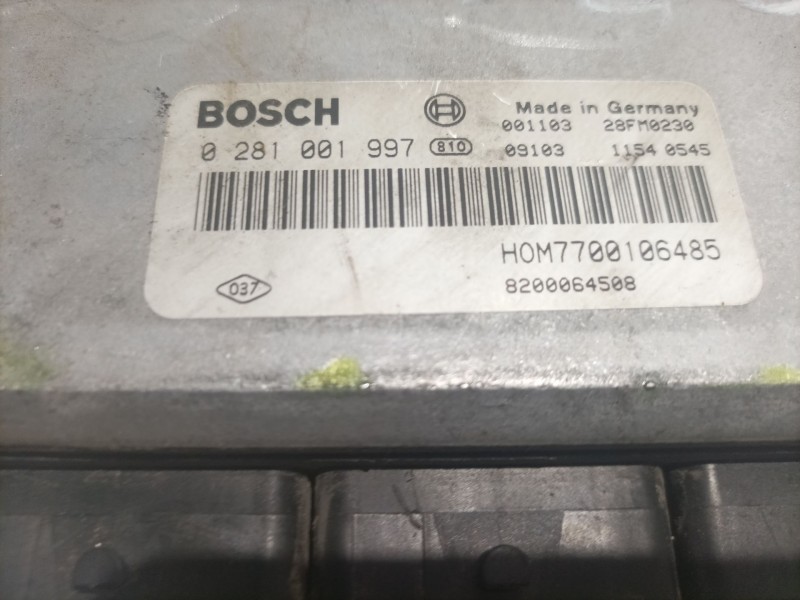 BOSCH Made in Germany
001103 28FM0230
0 281 001 997 810 09103 1154 0545
HOM7700106485
037 8200064508